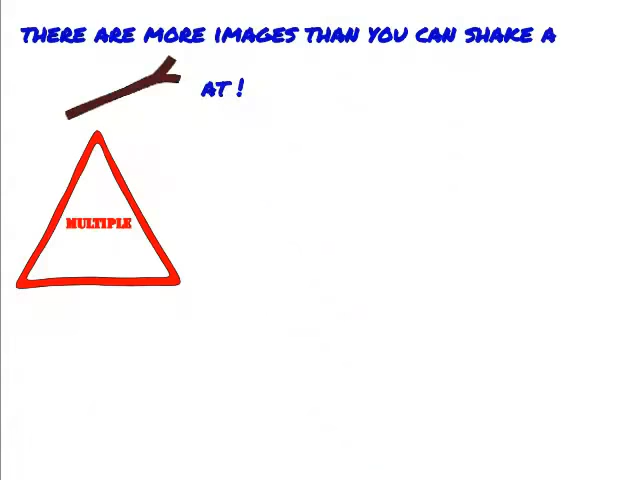 THERE ARE MORE IMAGES THAN YOU CAN SHAKE A
AT !
MULTIPLE